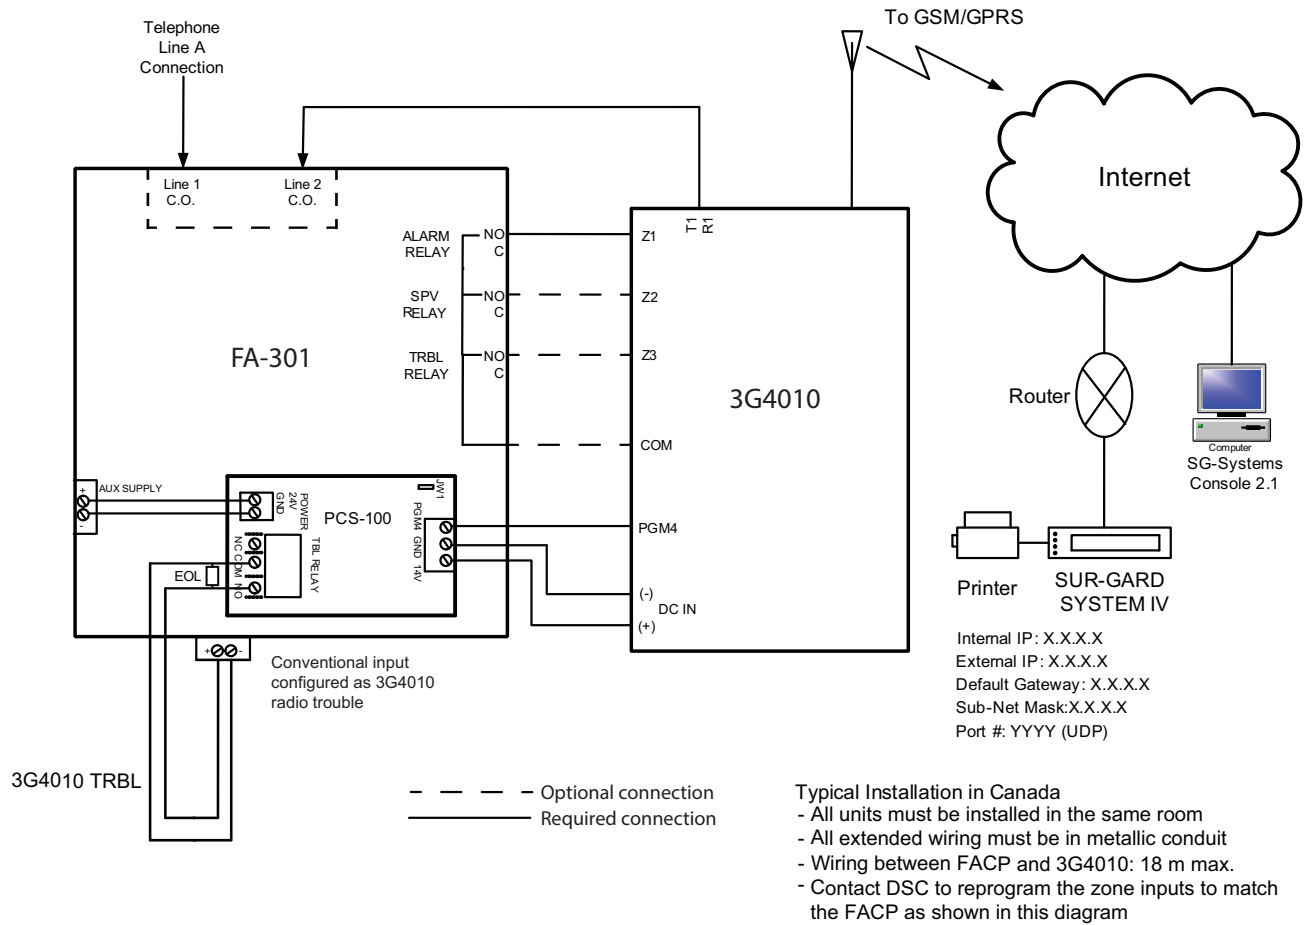 To GSM/GPRS
Telephone
Line A
Connection
Line 1
C.O.
Line 2
C.O.
T1
R1
Internet
ALARM
RELAY
NO
C
Z1
SPV
RELAY
NO
C
Z2
FA-301
TRBL
RELAY
NO
C
Z3
3G4010
COM
Router
Computer
SG-Systems
Console 2.1
+
AUX SUPPLY
-
POWER
24V
GND
PCS-100
JW1
PGM4 GND 14V
TBL RELAY
NC COM NO
EOL
PGM4
(-)
DC IN
(+)
Printer
SUR-GARD
SYSTEM IV
+ -
Conventional input
configured as 3G4010
radio trouble
Internal IP: X.X.X.X
External IP: X.X.X.X
Default Gateway: X.X.X.X
Sub-Net Mask:X.X.X.X
Port #: YYYY (UDP)
3G4010 TRBL
Optional connection
Required connection
Typical Installation in Canada
- All units must be installed in the same room
- All extended wiring must be in metallic conduit
- Wiring between FACP and 3G4010: 18 m max.
- Contact DSC to reprogram the zone inputs to match
the FACP as shown in this diagram